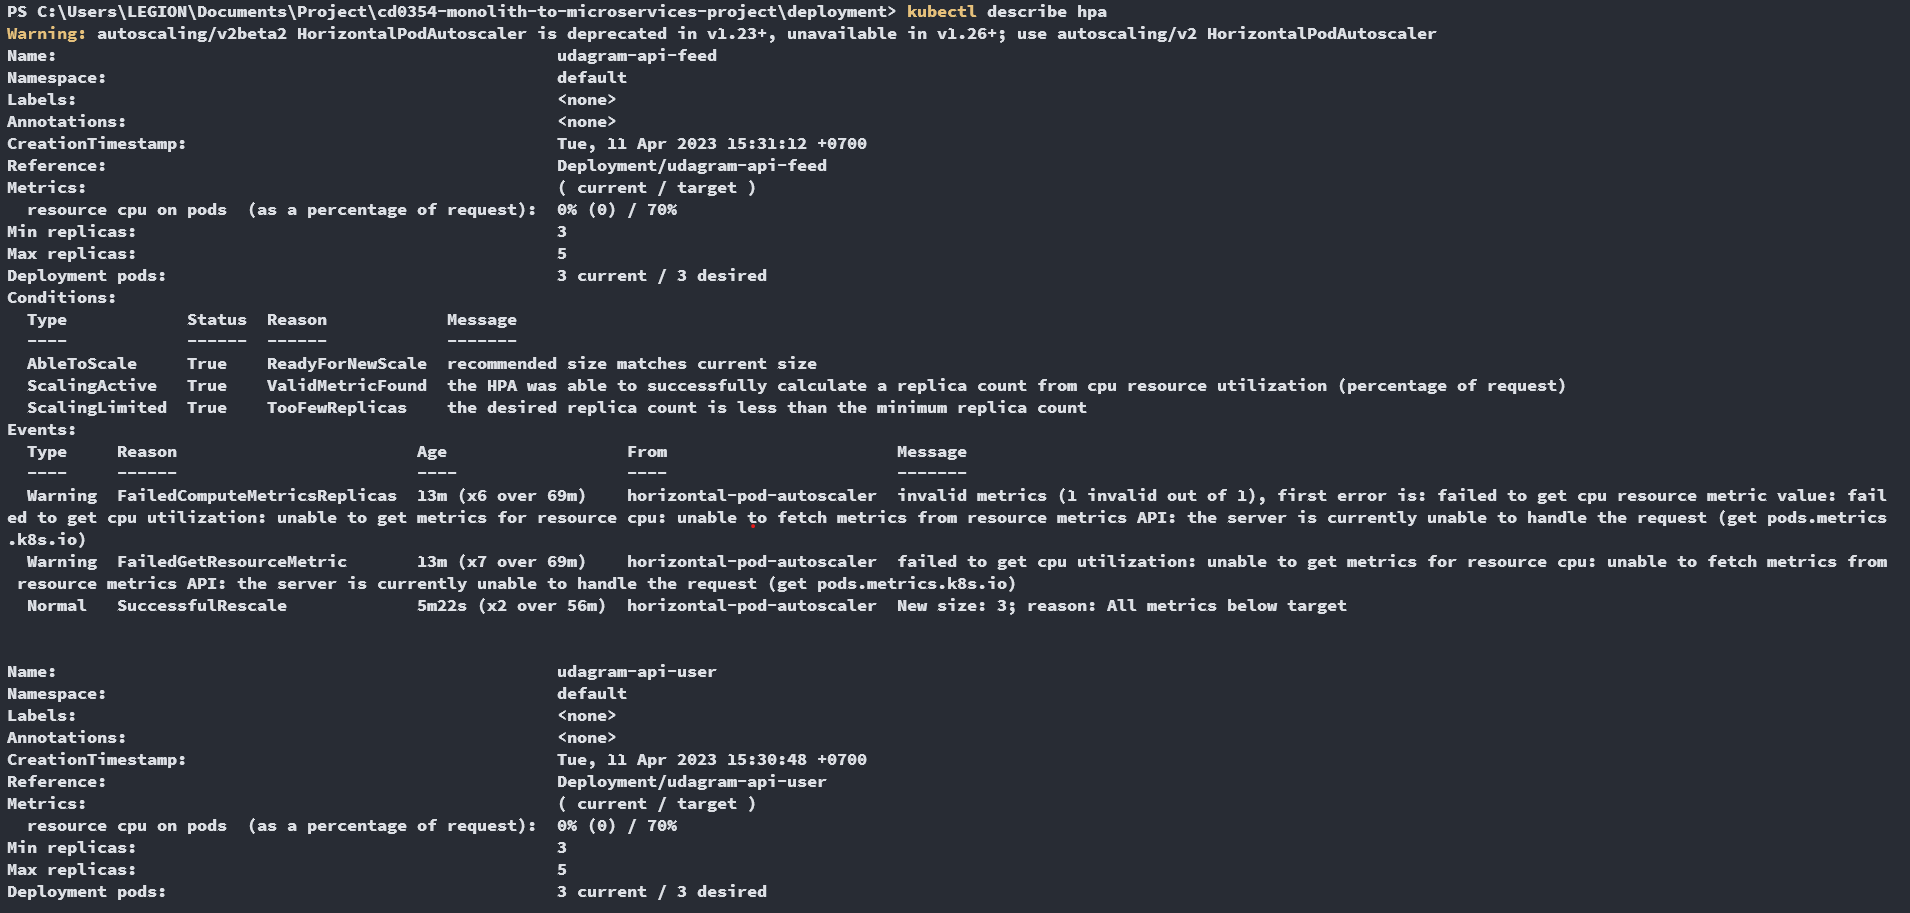 PS C:\Users\LEGION\Documents\Project\cd0354-monolith-to-microservices-project\deployment> kubectl describe hpa
Warning: autoscaling/v2beta2 HorizontalPodAutoscaler is deprecated in v1.23+, unavailable in v1.26+; use autoscaling/v2 HorizontalPodAutoscaler
Name:                                                  udagram-api-feed
Namespace:                                             default
Labels:                                                <none>
Annotations:                                           <none>
CreationTimestamp:                                     Tue, 11 Apr 2023 15:31:12 +0700
Reference:                                             Deployment/udagram-api-feed
Metrics:                                               ( current / target )
  resource cpu on pods  (as a percentage of request):  0% (0) / 70%
Min replicas:                                          3
Max replicas:                                          5
Deployment pods:                                       3 current / 3 desired
Conditions:
  Type            Status  Reason            Message
  ----            ------  ------            -------
  AbleToScale     True    ReadyForNewScale  recommended size matches current size
  ScalingActive   True    ValidMetricFound  the HPA was able to successfully calculate a replica count from cpu resource utilization (percentage of request)
  ScalingLimited  True    TooFewReplicas    the desired replica count is less than the minimum replica count
Events:
  Type     Reason                        Age                  From                       Message
  ----     ------                        ----                 ----                       -------
  Warning  FailedComputeMetricsReplicas  13m (x6 over 69m)    horizontal-pod-autoscaler  invalid metrics (1 invalid out of 1), first error is: failed to get cpu resource metric value: fail
ed to get cpu utilization: unable to get metrics for resource cpu: unable to fetch metrics from resource metrics API: the server is currently unable to handle the request (get pods.metrics
.k8s.io)
  Warning  FailedGetResourceMetric       13m (x7 over 69m)    horizontal-pod-autoscaler  failed to get cpu utilization: unable to get metrics for resource cpu: unable to fetch metrics from
 resource metrics API: the server is currently unable to handle the request (get pods.metrics.k8s.io)
  Normal   SuccessfulRescale             5m22s (x2 over 56m)  horizontal-pod-autoscaler  New size: 3; reason: All metrics below target
Name:                                                  udagram-api-user
Namespace:                                             default
Labels:                                                <none>
Annotations:                                           <none>
CreationTimestamp:                                     Tue, 11 Apr 2023 15:30:48 +0700
Reference:                                             Deployment/udagram-api-user
Metrics:                                               ( current / target )
  resource cpu on pods  (as a percentage of request):  0% (0) / 70%
Min replicas:                                          3
Max replicas:                                          5
Deployment pods:                                       3 current / 3 desired